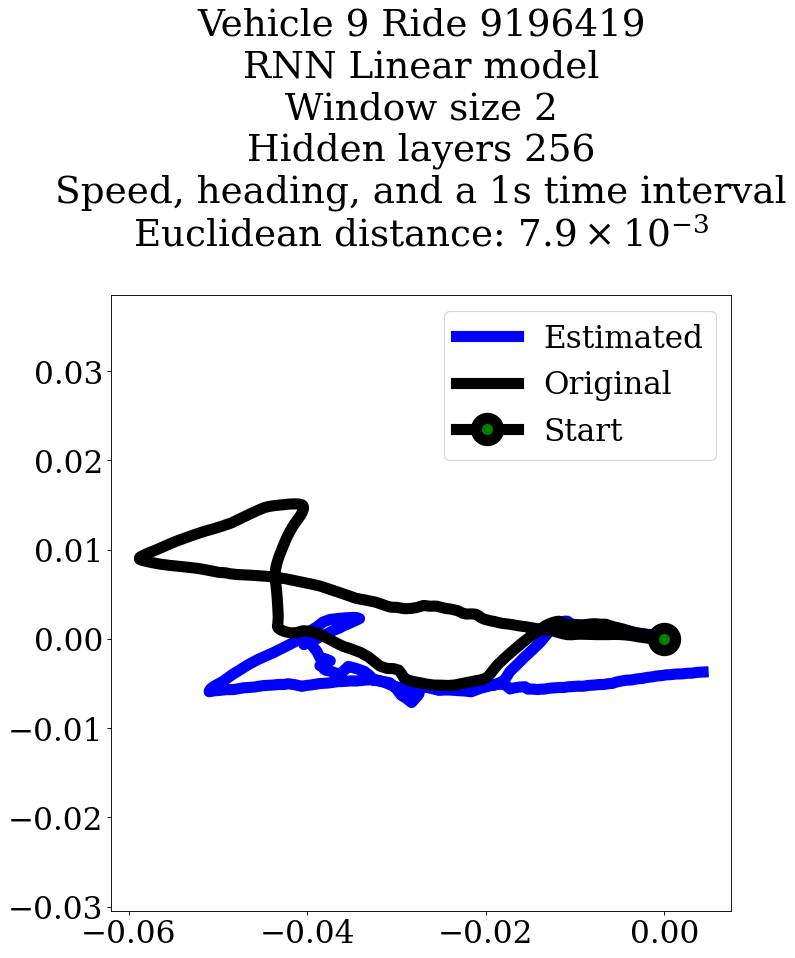 Vehicle 9 Ride 9196419
RNN Linear model
Window size 2
Hidden layers 256
Speed, heading, and a 1s time interval
Euclidean distance: 7.9 × 10⁻³
Estimated
Original
Start
0.03
0.02
0.01
0.00
−0.01
−0.02
−0.03
−0.06
−0.04
−0.02
0.00